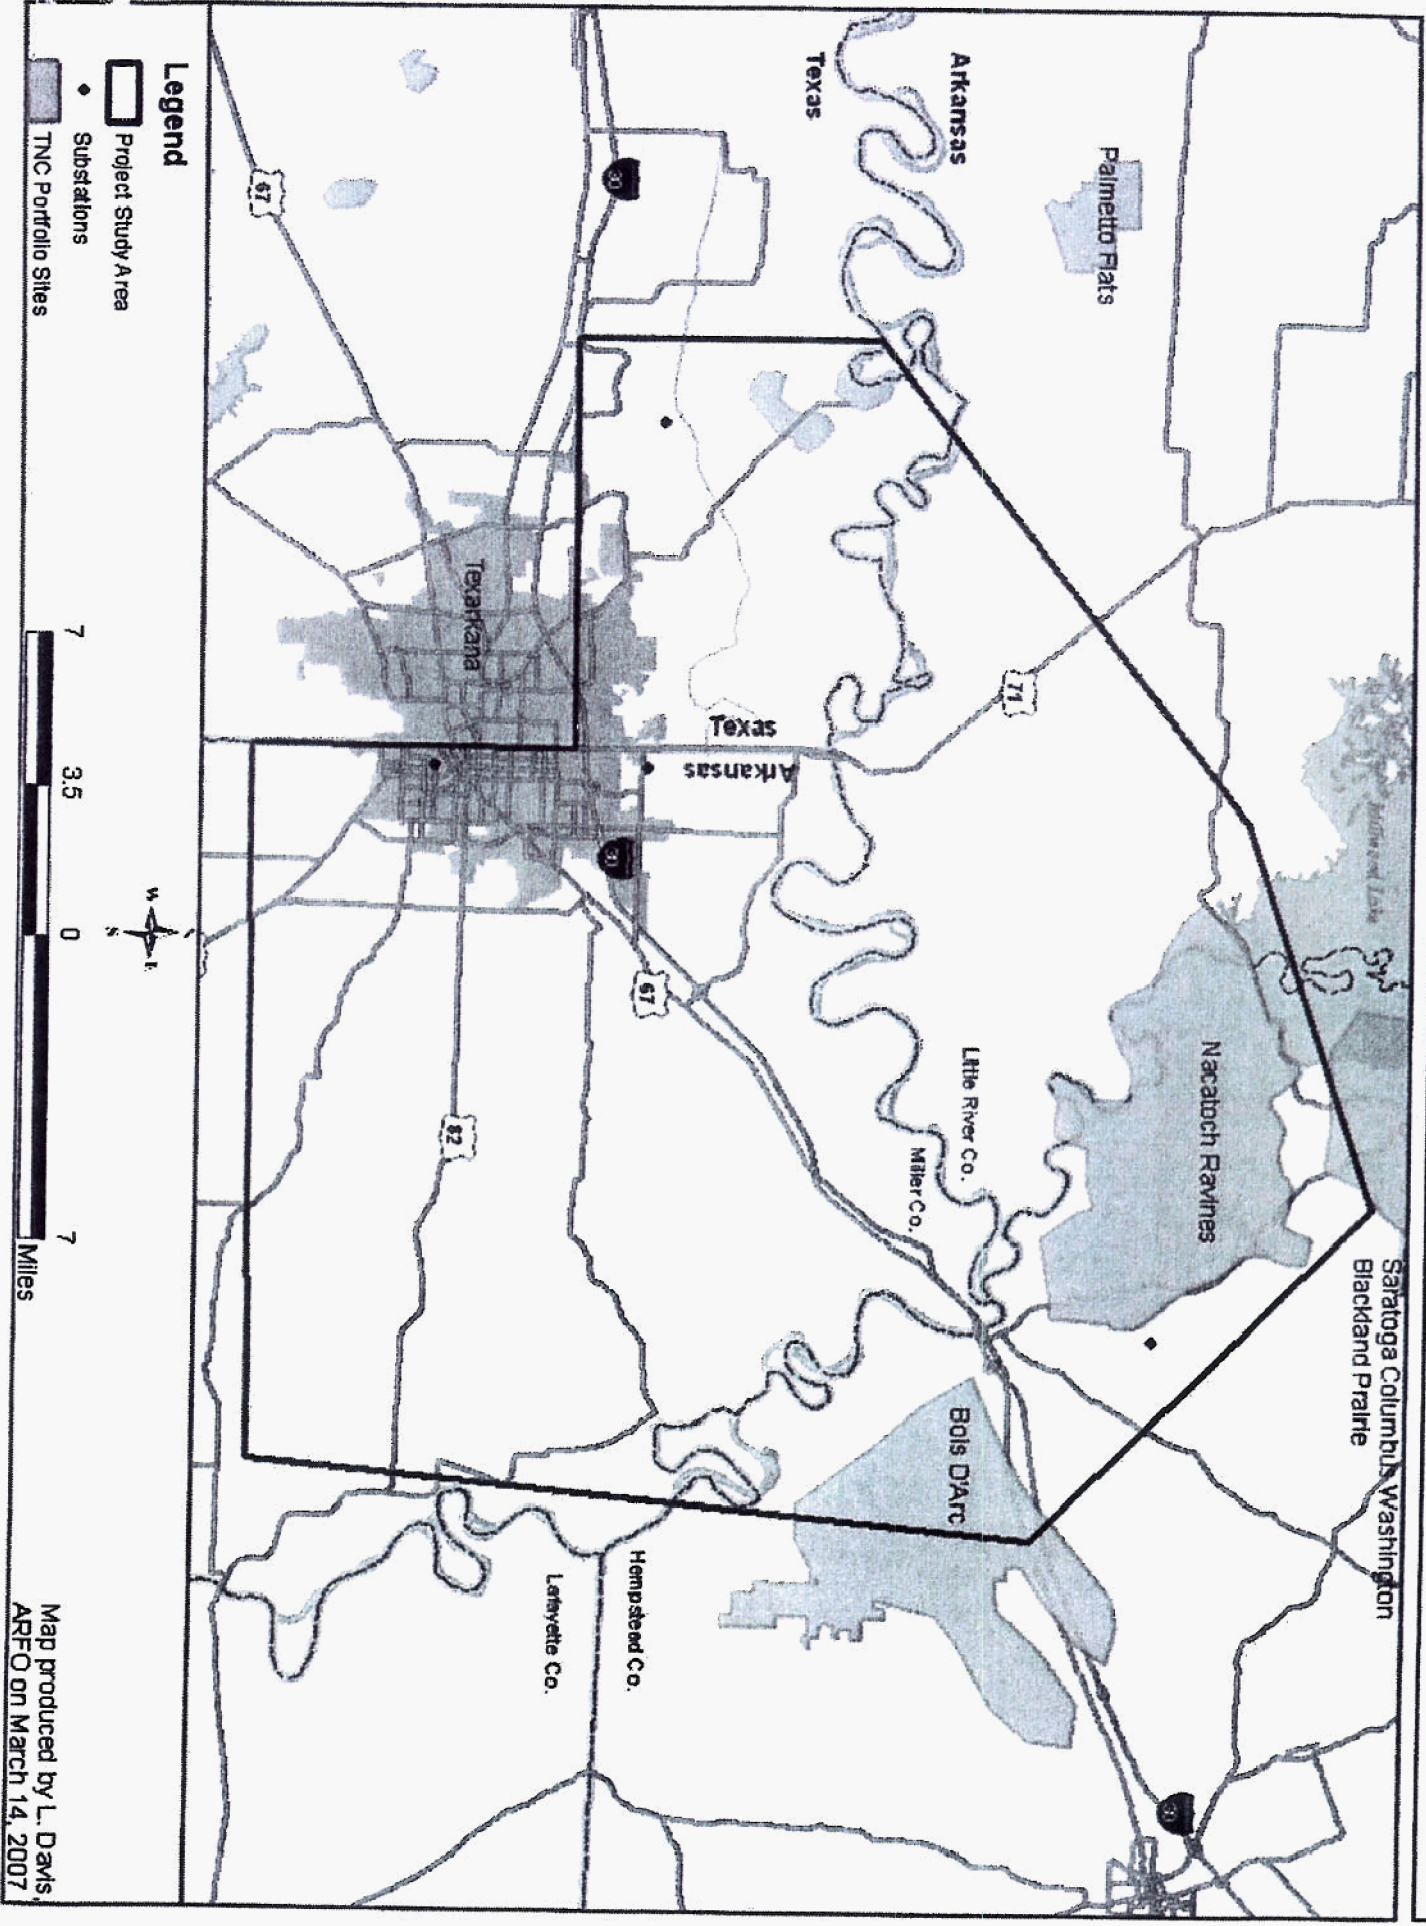 Arkansas
Texas
Palmetto Flats
Saratoga Columbus Washington
Blackland Prairie
Nacatoch Ravines
71
Little River Co.
Miller Co.
Bois D'Arc
Texas
Arkansas
67
Hempstead Co.
Lafayette Co.
Texarkana
82
67
Legend
Project Study Area
Substations
TNC Portfolio Sites
7 3.5 0 7
Miles
Map produced by L. Davis,
ARFO on March 14, 2007